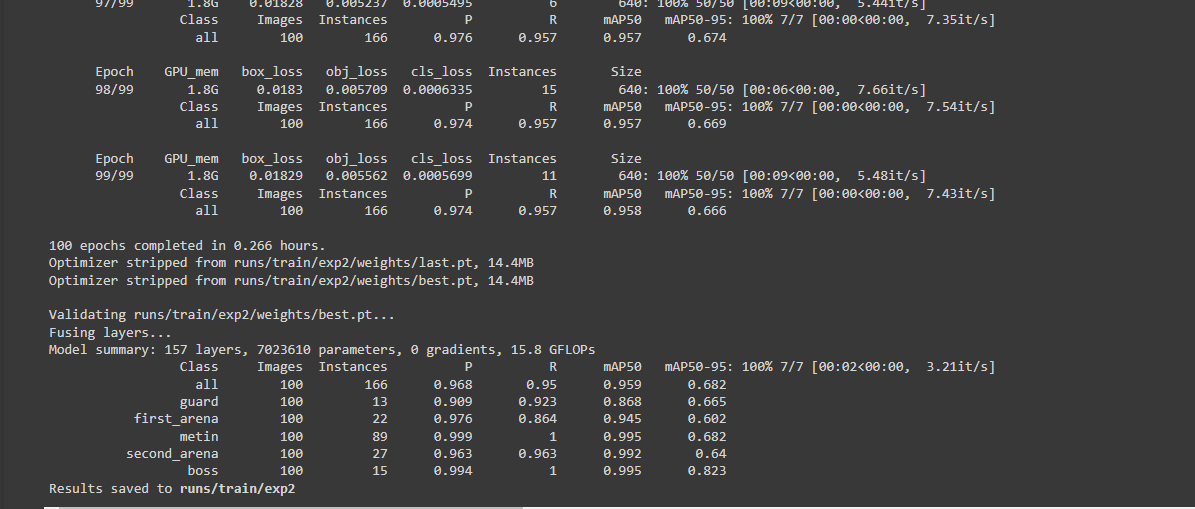 97/99 1.8G 0.01828 0.005237 0.0005495 6 640: 100% 50/50 [00:09<00:00, 5.44it/s]
Class Images Instances P R mAP50 mAP50-95: 100% 7/7 [00:00<00:00, 7.35it/s]
all 100 166 0.976 0.957 0.957 0.674
Epoch GPU_mem box_loss obj_loss cls_loss Instances Size
98/99 1.8G 0.0183 0.005709 0.0006335 15 640: 100% 50/50 [00:06<00:00, 7.66it/s]
Class Images Instances P R mAP50 mAP50-95: 100% 7/7 [00:00<00:00, 7.54it/s]
all 100 166 0.974 0.957 0.957 0.669
Epoch GPU_mem box_loss obj_loss cls_loss Instances Size
99/99 1.8G 0.01829 0.005562 0.0005699 11 640: 100% 50/50 [00:09<00:00, 5.48it/s]
Class Images Instances P R mAP50 mAP50-95: 100% 7/7 [00:00<00:00, 7.43it/s]
all 100 166 0.974 0.957 0.958 0.666
100 epochs completed in 0.266 hours.
Optimizer stripped from runs/train/exp2/weights/last.pt, 14.4MB
Optimizer stripped from runs/train/exp2/weights/best.pt, 14.4MB
Validating runs/train/exp2/weights/best.pt...
Fusing layers...
Model summary: 157 layers, 7023610 parameters, 0 gradients, 15.8 GFLOPs
Class Images Instances P R mAP50 mAP50-95: 100% 7/7 [00:02<00:00, 3.21it/s]
all 100 166 0.968 0.95 0.959 0.682
guard 100 13 0.909 0.923 0.868 0.665
first_arena 100 22 0.976 0.864 0.945 0.602
metin 100 89 0.999 1 0.995 0.682
second_arena 100 27 0.963 0.963 0.992 0.64
boss 100 15 0.994 1 0.995 0.823
Results saved to runs/train/exp2